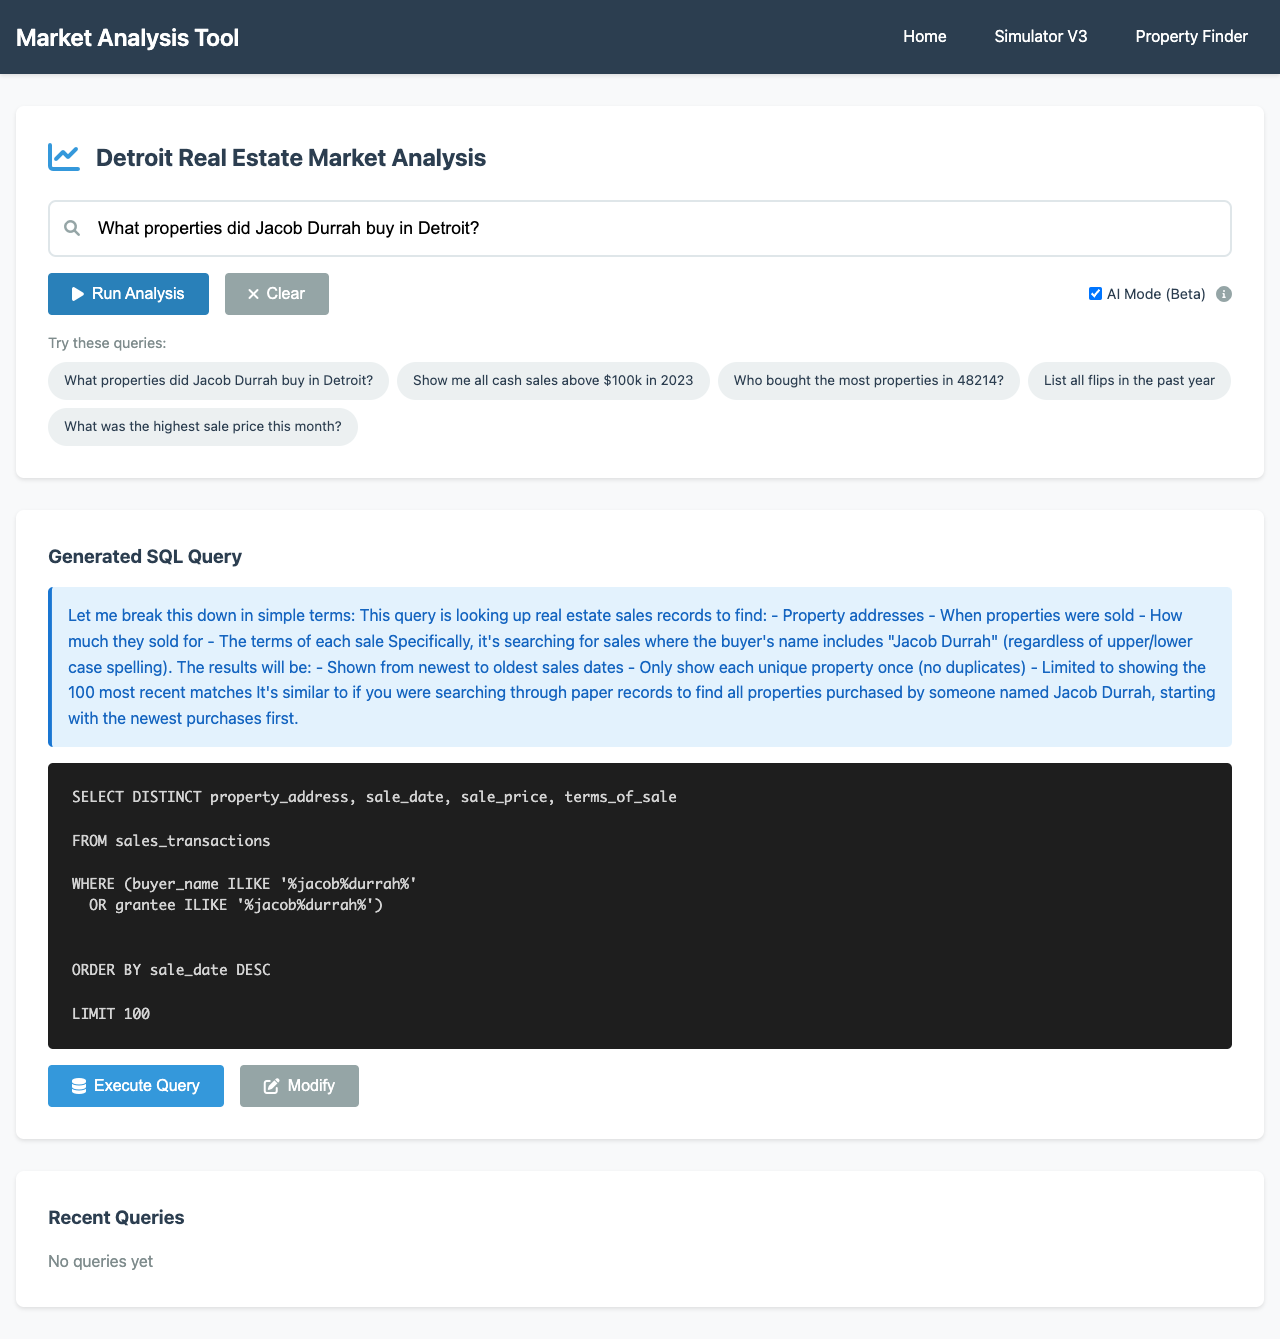 Market Analysis Tool
Home
Simulator V3
Property Finder
Detroit Real Estate Market Analysis
What properties did Jacob Durrah buy in Detroit?
Run Analysis
Clear
AI Mode (Beta)
Try these queries:
What properties did Jacob Durrah buy in Detroit?
Show me all cash sales above $100k in 2023
Who bought the most properties in 48214?
List all flips in the past year
What was the highest sale price this month?
Generated SQL Query
Let me break this down in simple terms: This query is looking up real estate sales records to find: - Property addresses - When properties were sold - How
much they sold for - The terms of each sale Specifically, it's searching for sales where the buyer's name includes "Jacob Durrah" (regardless of upper/lower
case spelling). The results will be: - Shown from newest to oldest sales dates - Only show each unique property once (no duplicates) - Limited to showing the
100 most recent matches It's similar to if you were searching through paper records to find all properties purchased by someone named Jacob Durrah, starting
with the newest purchases first.
SELECT DISTINCT property_address, sale_date, sale_price, terms_of_sale
FROM sales_transactions
WHERE (buyer_name ILIKE '%jacob%durrah%'
OR grantee ILIKE '%jacob%durrah%')
ORDER BY sale_date DESC
LIMIT 100
Execute Query
Modify
Recent Queries
No queries yet